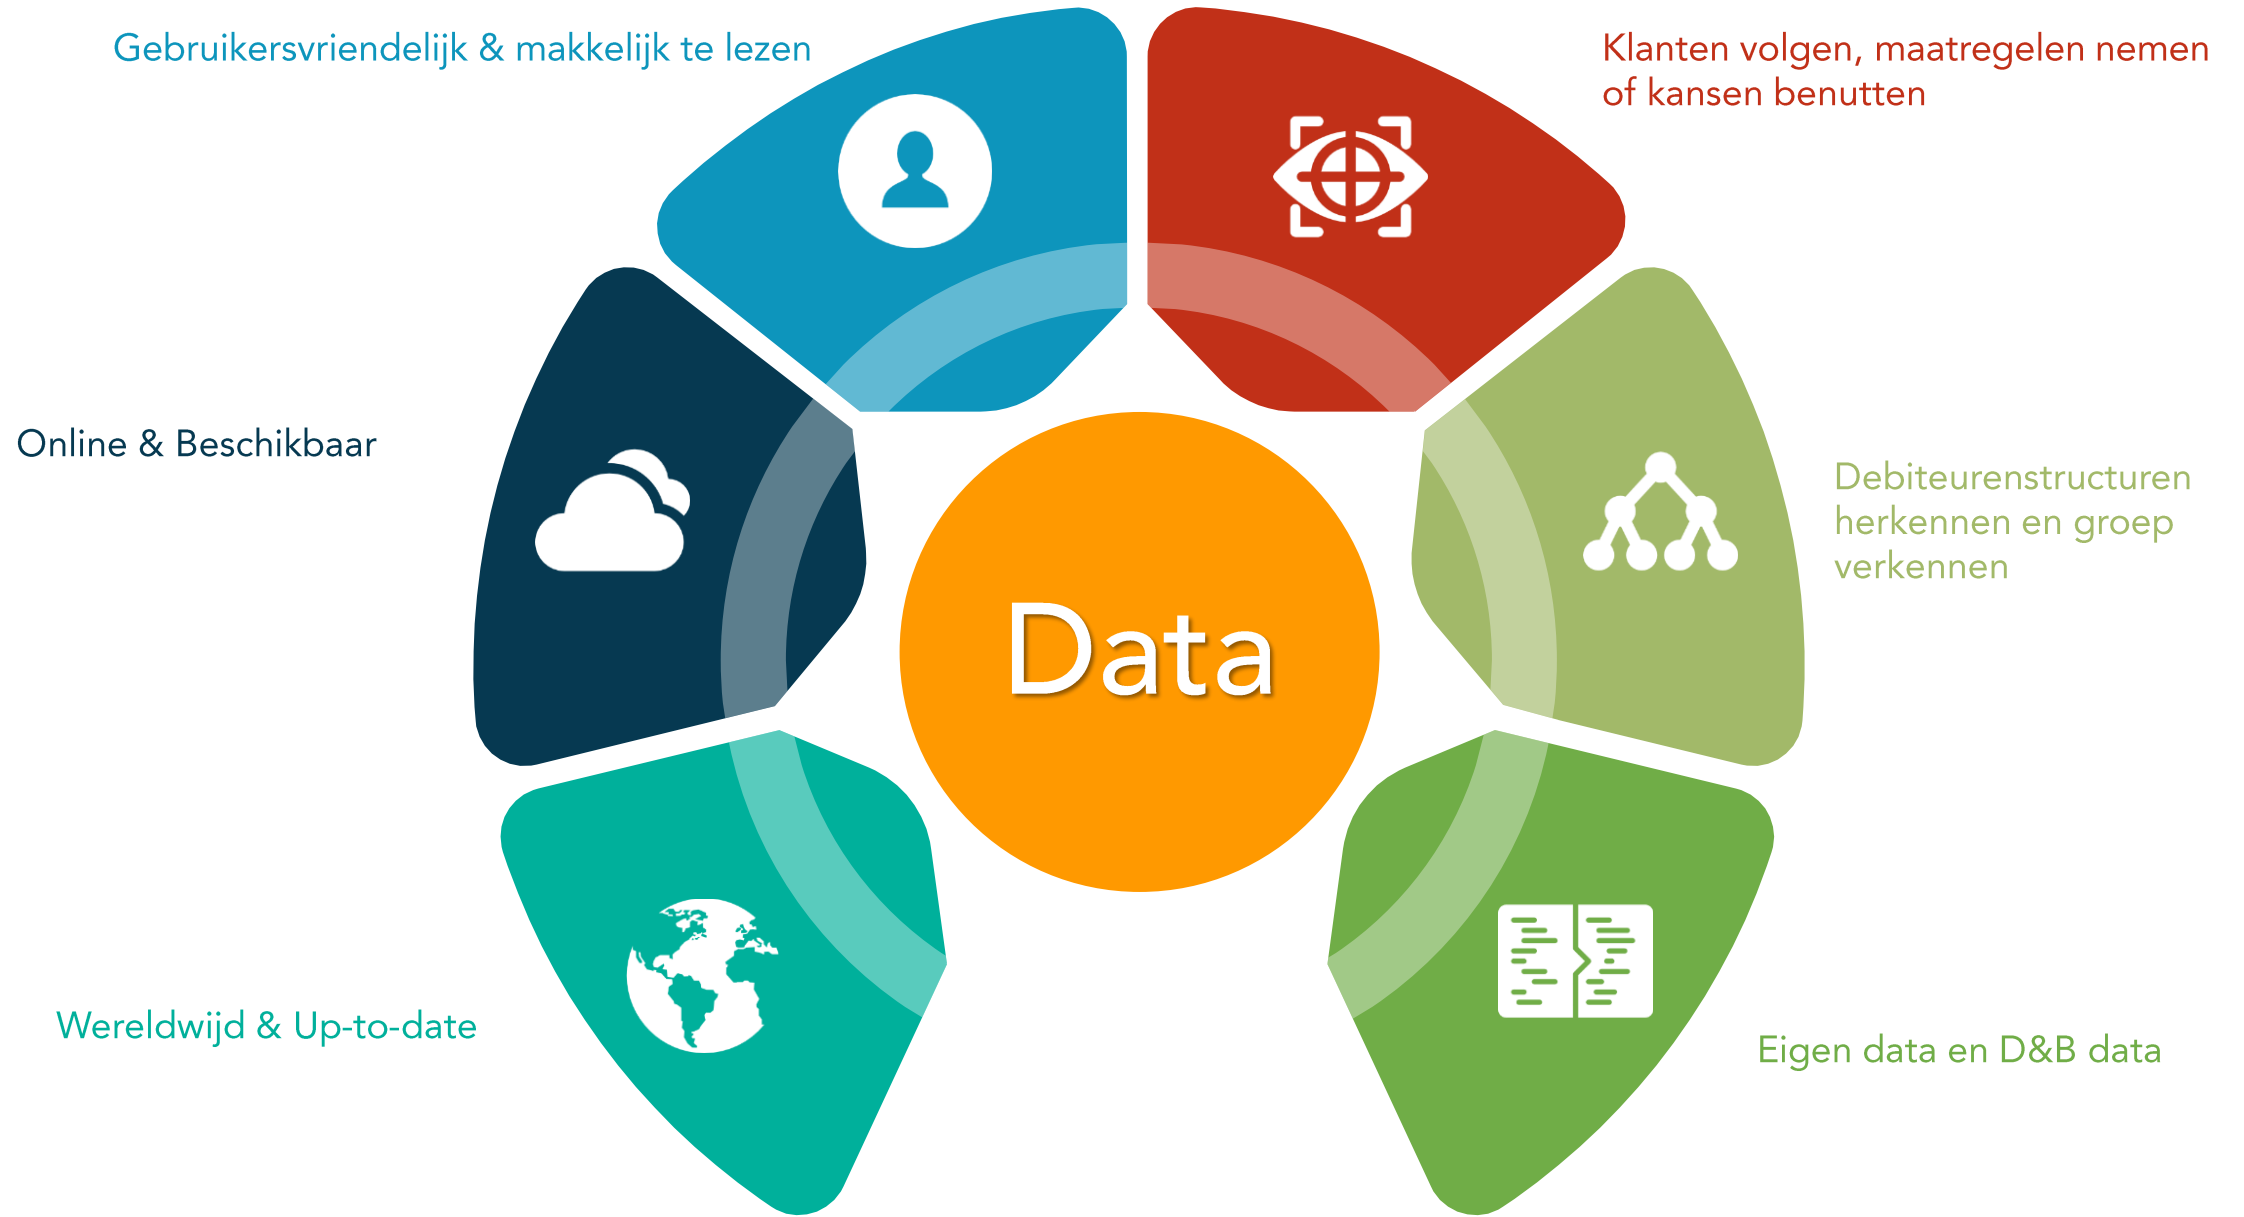 Gebruikersvriendelijk & makkelijk te lezen
Klanten volgen, maatregelen nemen
of kansen benutten
Online & Beschikbaar
Debiteurenstructuren
herkennen en groep
verkennen
Data
Wereldwijd & Up-to-date
Eigen data en D&B data